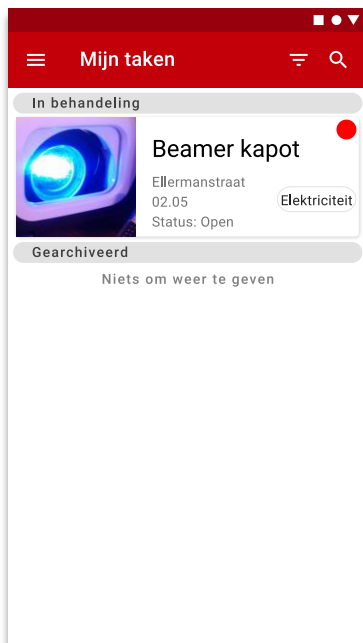 Mijn taken
In behandeling
Beamer kapot
Ellermanstraat
02.05
Elektriciteit
Status: Open
Gearchiveerd
Niets om weer te geven